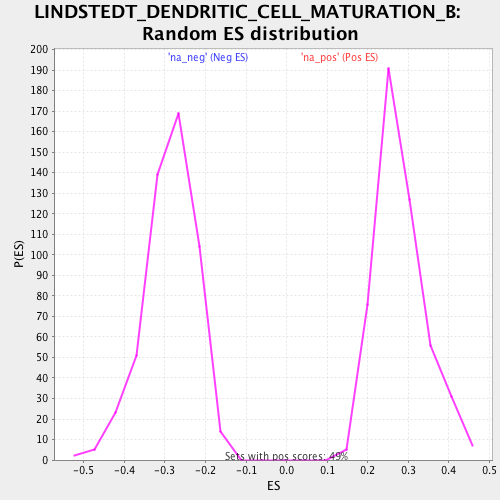 LINDSTEDT_DENDRITIC_CELL_MATURATION_B:
Random ES distribution
'na_neg' (Neg ES)
'na_pos' (Pos ES)
200
190
180
170
160
150
140
130
120
110
100
90
80
70
60
50
40
30
20
10
0
P(ES)
Sets with pos scores: 49%
-0.5 -0.4 -0.3 -0.2 -0.1 0.0 0.1 0.2 0.3 0.4 0.5
ES